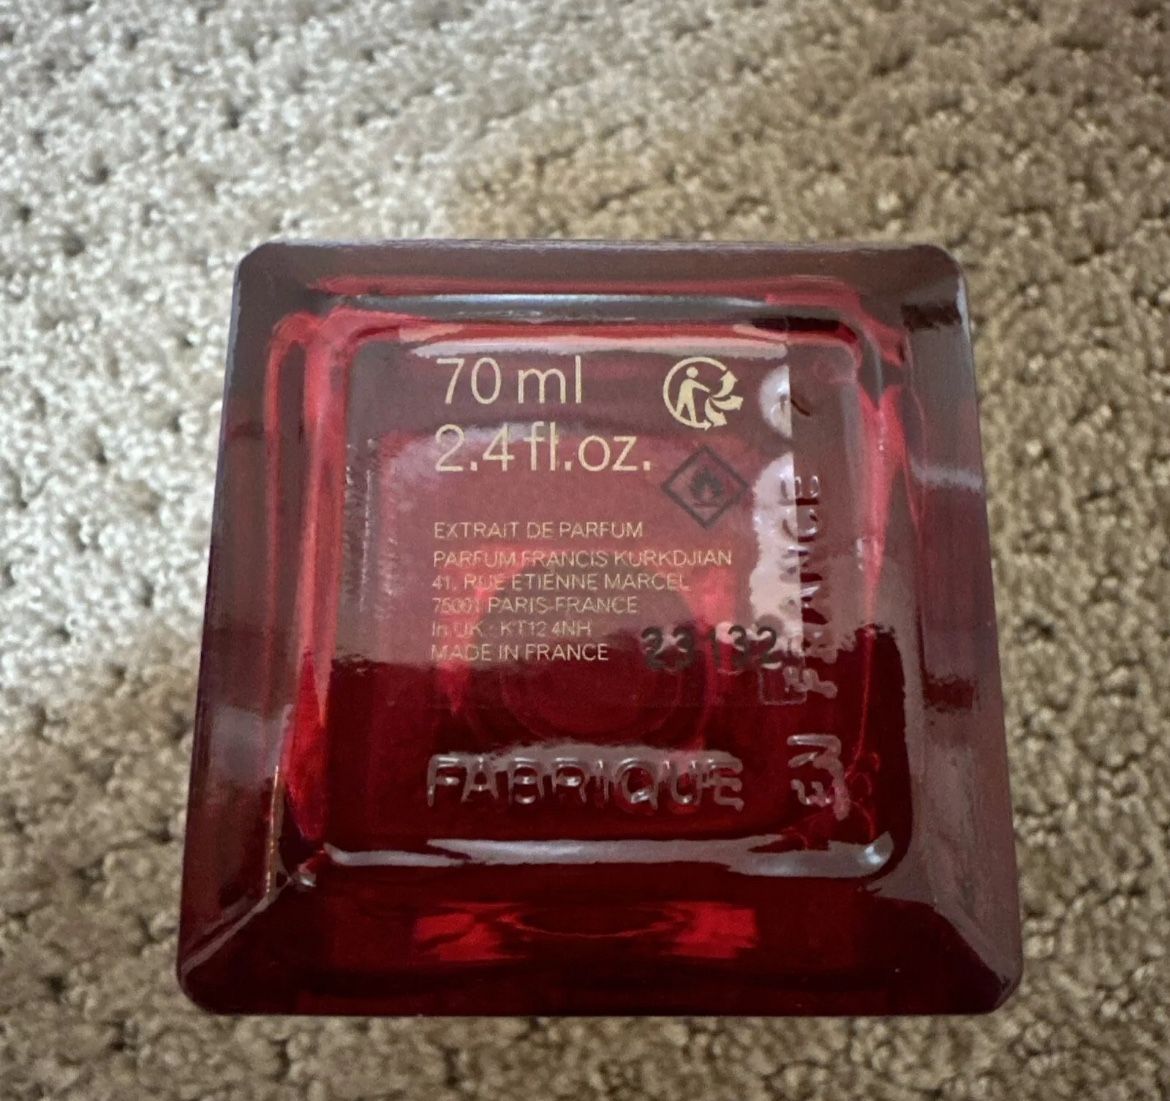 70 ml
2.4 fl.oz.
EXTRAIT DE PARFUM
PARFUM FRANCIS KURKDJIAN
41, RUE ETIENNE MARCEL
75001 PARIS-FRANCE
In UK - KT12 4NH
MADE IN FRANCE
23132
FABRIQUE
EN FRANCE